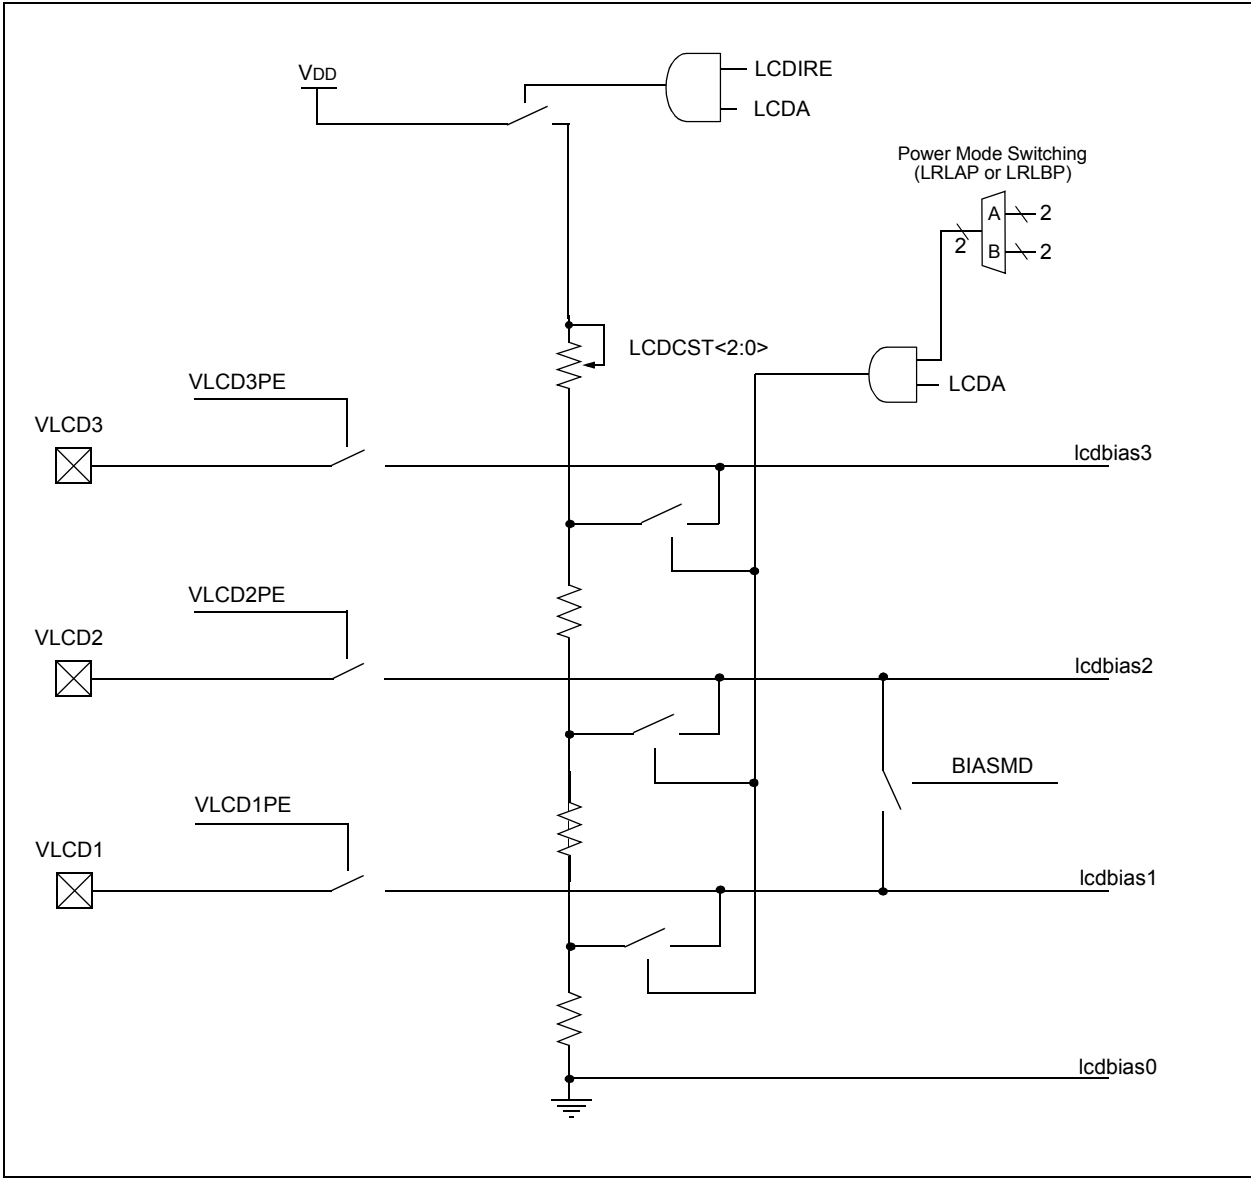 VDD
LCDIRE
LCDA
Power Mode Switching
(LRLAP or LRLBP)
A
2
2
B
2
LCDCST<2:0>
LCDA
VLCD3PE
VLCD3
lcdbias3
VLCD2PE
VLCD2
lcdbias2
BIASMD
VLCD1PE
VLCD1
lcdbias1
lcdbias0